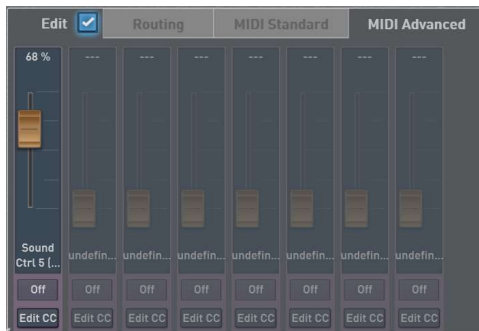 Edit Routing MIDI Standard MIDI Advanced
68 % --- --- --- --- --- --- ---
Sound
Ctrl 5 (... undefin... undefin... undefin... undefin... undefin... undefin... undefin...
Off Off Off Off Off Off Off Off
Edit CC Edit CC Edit CC Edit CC Edit CC Edit CC Edit CC Edit CC